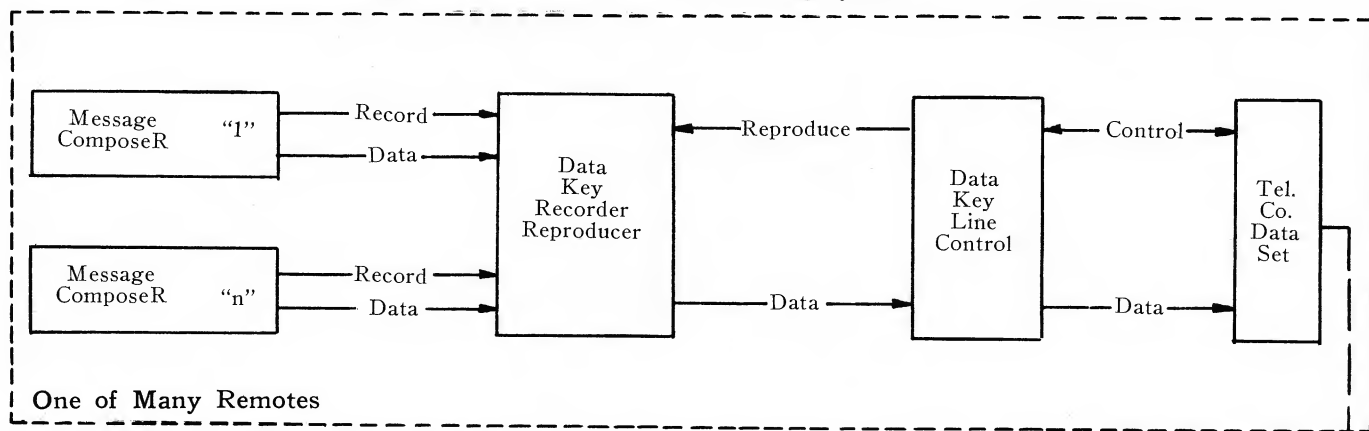 Message
ComposeR "1"
Record
Data
Message
ComposeR "n"
Record
Data
Data
Key
Recorder
Reproducer
Reproduce
Data
Data
Key
Line
Control
Control
Data
Tel.
Co.
Data
Set
One of Many Remotes